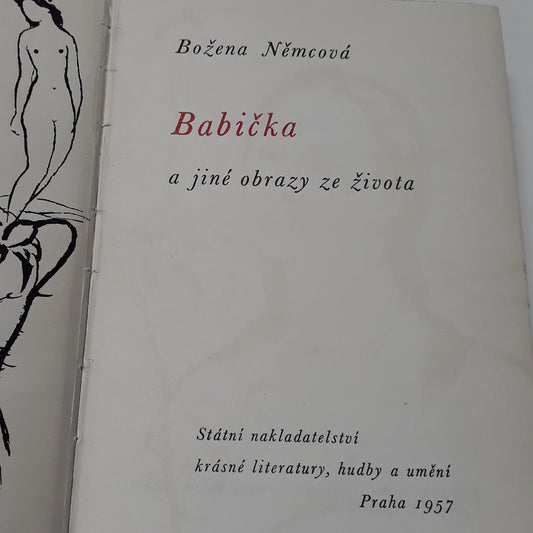 Božena Němcová
Babička
a jiné obrazy ze života
Státní nakladatelství
krásné literatury, hudby a umění
Praha 1957